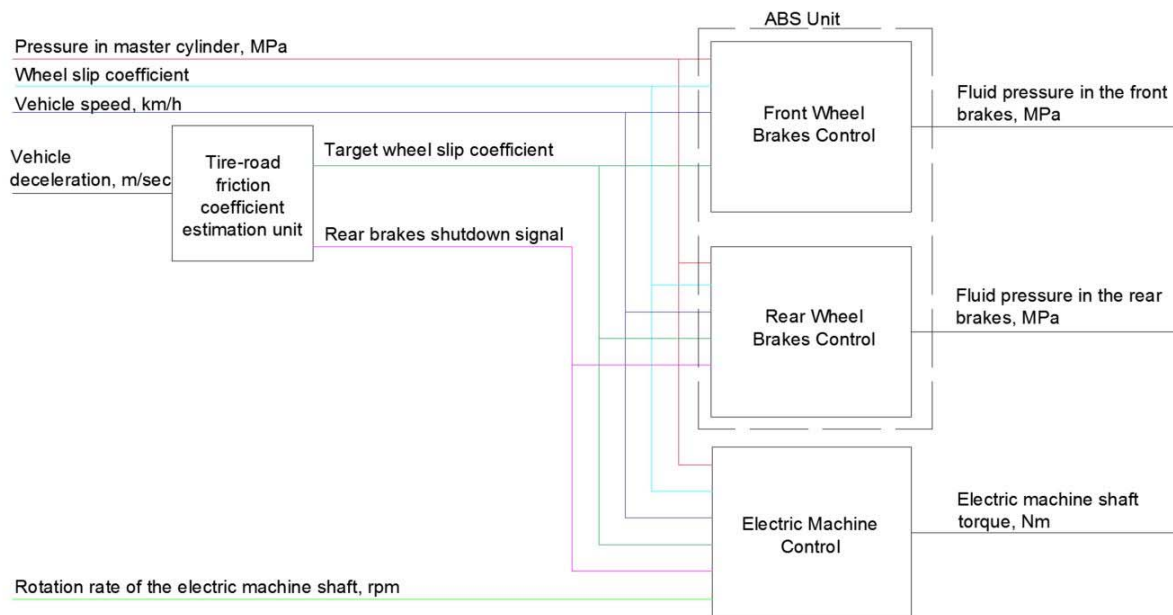 ABS Unit
Pressure in master cylinder, MPa
Wheel slip coefficient
Vehicle speed, km/h
Vehicle
deceleration, m/sec
Tire-road
friction
coefficient
estimation unit
Target wheel slip coefficient
Rear brakes shutdown signal
Front Wheel
Brakes Control
Fluid pressure in the front
brakes, MPa
Rear Wheel
Brakes Control
Fluid pressure in the rear
brakes, MPa
Electric Machine
Control
Electric machine shaft
torque, Nm
Rotation rate of the electric machine shaft, rpm